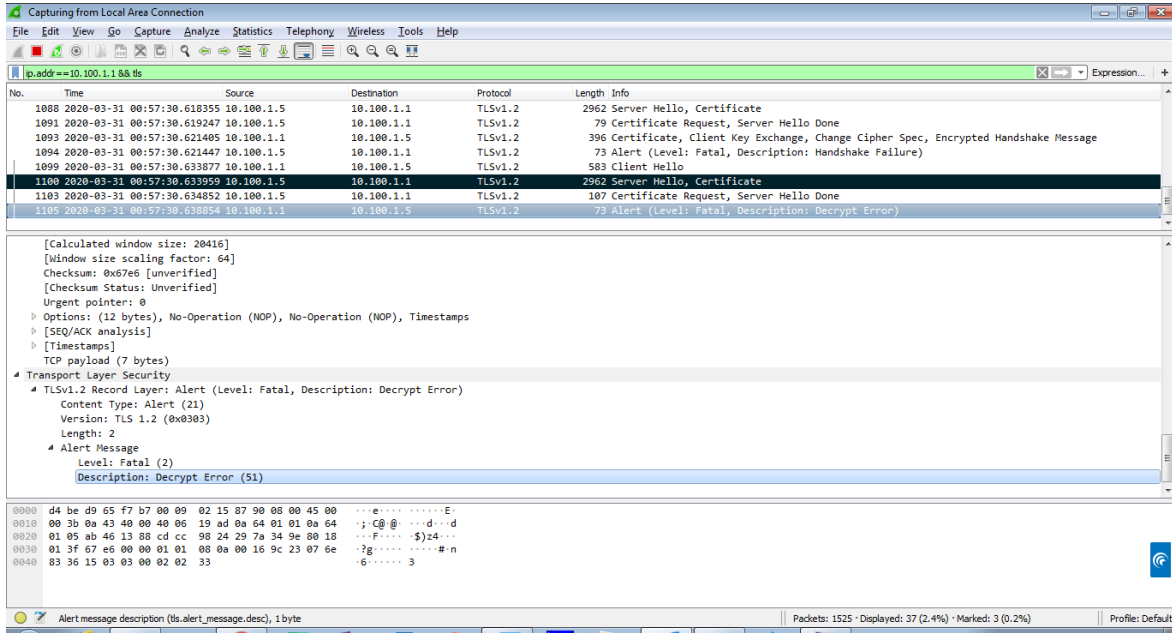 Capturing from Local Area Connection
File Edit View Go Capture Analyze Statistics Telephony Wireless Tools Help
ip.addr==10.100.1.1 && tls Expression... +
No. Time Source Destination Protocol Length Info
1088 2020-03-31 00:57:30.618355 10.100.1.5 10.100.1.1 TLSv1.2 2962 Server Hello, Certificate
1091 2020-03-31 00:57:30.619247 10.100.1.5 10.100.1.1 TLSv1.2 79 Certificate Request, Server Hello Done
1093 2020-03-31 00:57:30.621405 10.100.1.1 10.100.1.5 TLSv1.2 396 Certificate, Client Key Exchange, Change Cipher Spec, Encrypted Handshake Message
1094 2020-03-31 00:57:30.621447 10.100.1.5 10.100.1.1 TLSv1.2 73 Alert (Level: Fatal, Description: Handshake Failure)
1099 2020-03-31 00:57:30.633877 10.100.1.1 10.100.1.5 TLSv1.2 583 Client Hello
1100 2020-03-31 00:57:30.633959 10.100.1.5 10.100.1.1 TLSv1.2 2962 Server Hello, Certificate
1103 2020-03-31 00:57:30.634852 10.100.1.5 10.100.1.1 TLSv1.2 107 Certificate Request, Server Hello Done
1105 2020-03-31 00:57:30.638854 10.100.1.1 10.100.1.5 TLSv1.2 73 Alert (Level: Fatal, Description: Decrypt Error)
[Calculated window size: 20416]
[Window size scaling factor: 64]
Checksum: 0x67e6 [unverified]
[Checksum Status: Unverified]
Urgent pointer: 0
Options: (12 bytes), No-Operation (NOP), No-Operation (NOP), Timestamps
[SEQ/ACK analysis]
[Timestamps]
TCP payload (7 bytes)
Transport Layer Security
TLSv1.2 Record Layer: Alert (Level: Fatal, Description: Decrypt Error)
Content Type: Alert (21)
Version: TLS 1.2 (0x0303)
Length: 2
Alert Message
Level: Fatal (2)
Description: Decrypt Error (51)
0000 d4 be d9 65 f7 b7 00 09 02 15 87 90 08 00 45 00 ···e···· ······E·
0010 00 3b 0a 43 40 00 40 06 19 ad 0a 64 01 01 0a 64 ·;·C@·@· ···d···d
0020 01 05 ab 46 13 88 cd cc 98 24 29 7a 34 9e 80 18 ···F···· ·$)z4···
0030 01 3f 67 e6 00 00 01 01 08 0a 00 16 9c 23 07 6e ·?g····· ·····#·n
0040 83 36 15 03 03 00 02 02 33 ·6······ 3
Alert message description (tls.alert_message.desc), 1 byte
Packets: 1525 · Displayed: 37 (2.4%) · Marked: 3 (0.2%)
Profile: Default